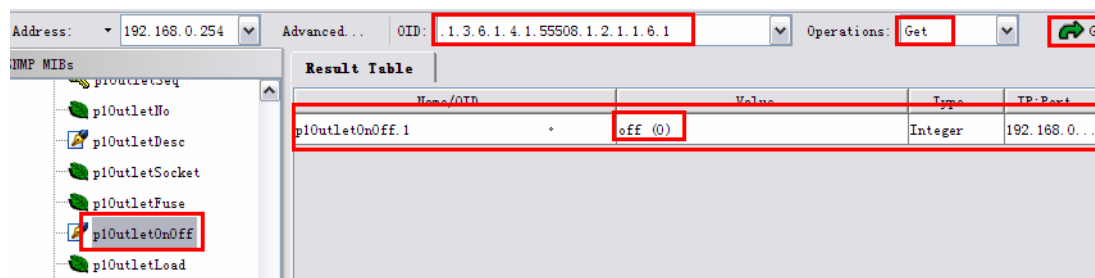 Address: 192.168.0.254 Advanced... OID: .1.3.6.1.4.1.55508.1.2.1.1.6.1 Operations: Get
SNMP MIBs
Result Table
p1OutletSeq
Name/OID Value Type IP:Port
p1OutletNo
p1OutletOnOff.1 off (0) Integer 192.168.0...
p1OutletDesc
p1OutletSocket
p1OutletFuse
p1OutletOnOff
p1OutletLoad